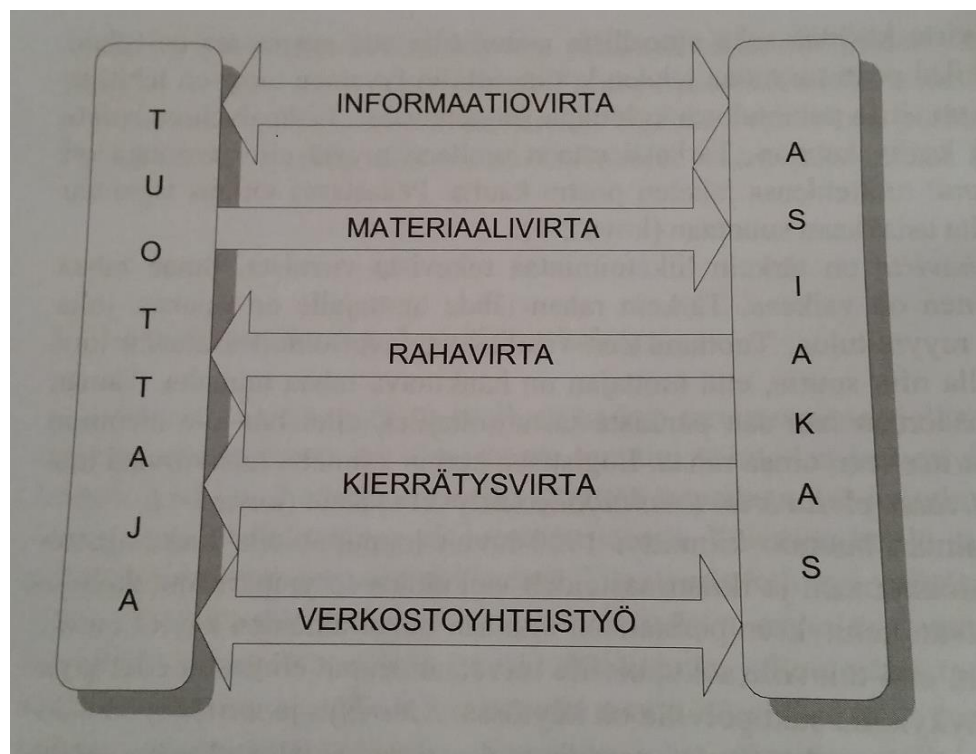 TUOTTAJA
INFORMAATIOVIRTA
MATERIAALIVIRTA
RAHAVIRTA
KIERRÄTYSVIRTA
VERKOSTOYHTEISTYÖ
ASIAKAS